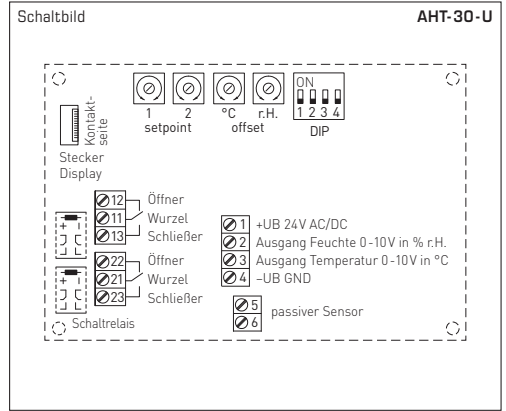 Schaltbild AHT-30-U
ON
1 2 3 4
DIP
1 2
setpoint
°C r.H.
offset
Kontakt-
seite
Stecker
Display
12 Öffner
11 Wurzel
13 Schließer
22 Öffner
21 Wurzel
23 Schließer
+ -
+ -
Schaltrelais
1 +UB 24V AC/DC
2 Ausgang Feuchte 0-10V in % r.H.
3 Ausgang Temperatur 0-10V in °C
4 –UB GND
5
6
passiver Sensor